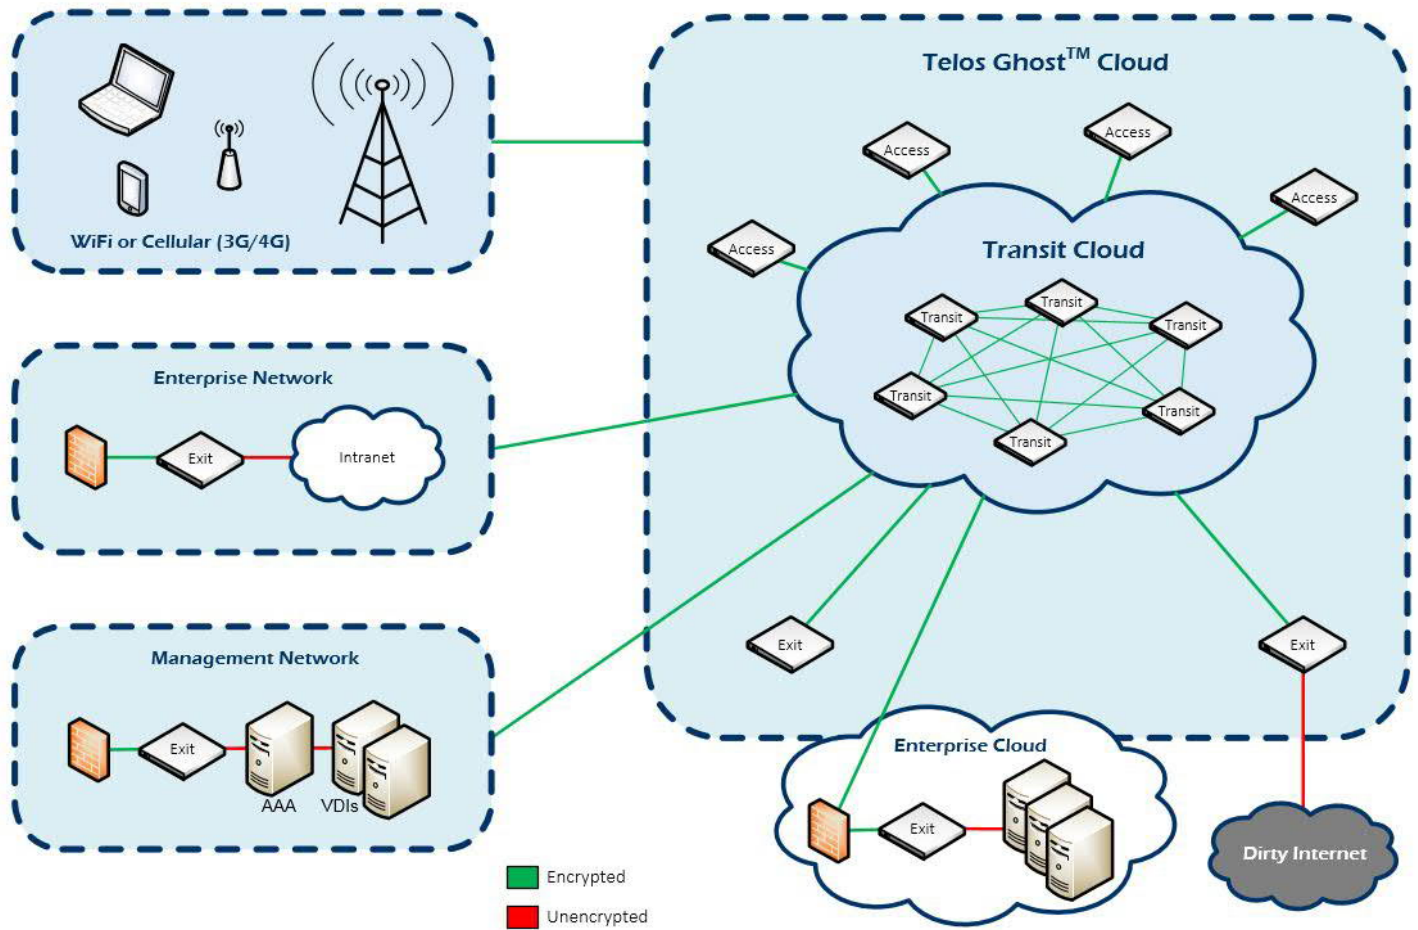 Telos Ghost™ Cloud
Access
Access
Access
Access
WiFi or Cellular (3G/4G)
Transit Cloud
Transit
Transit
Transit
Transit
Transit
Transit
Enterprise Network
Exit
Intranet
Management Network
Exit
AAA
VDIs
Exit
Exit
Enterprise Cloud
Exit
Dirty Internet
Encrypted
Unencrypted